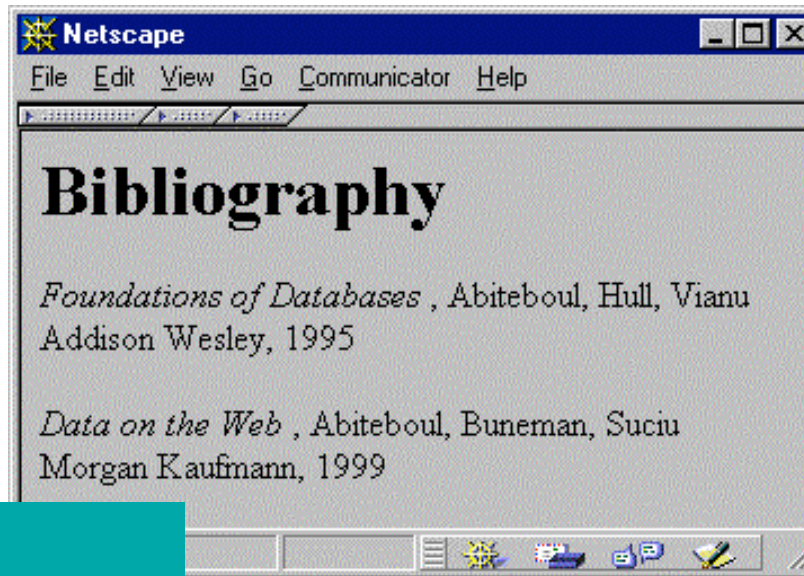 Netscape
File Edit View Go Communicator Help
Bibliography
Foundations of Databases , Abiteboul, Hull, Vianu
Addison Wesley, 1995
Data on the Web , Abiteboul, Buneman, Suciu
Morgan Kaufmann, 1999